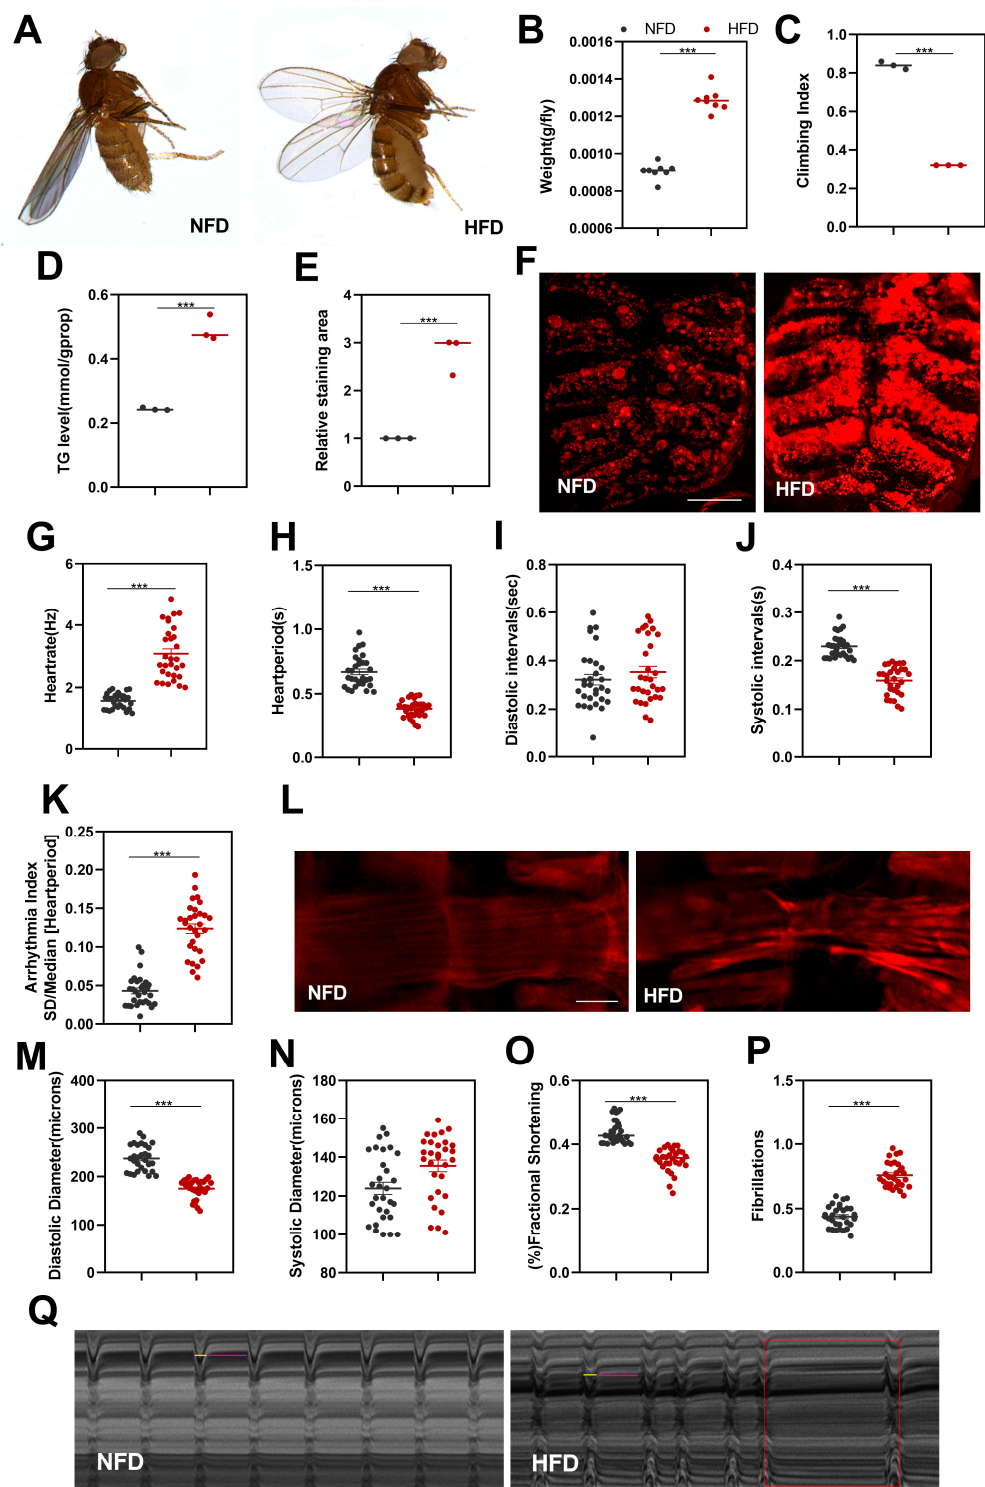 A
NFD
HFD
B
NFD
HFD
0.0016
0.0014
0.0012
0.0010
0.0008
0.0006
Weight(g/fly)
***
C
1.0
0.8
0.6
0.4
0.2
0.0
Climbing Index
***
D
0.6
0.4
0.2
0.0
TG level(mmol/gprop)
***
E
4
3
2
1
0
Relative staining area
***
F
NFD
HFD
G
6
4
2
0
Heartrate(Hz)
***
H
1.5
1.0
0.5
0.0
Heartperiod(s)
***
I
0.8
0.6
0.4
0.2
0.0
Diastolic intervals(sec)
J
0.4
0.3
0.2
0.1
0.0
Systolic intervals(s)
***
K
0.25
0.20
0.15
0.10
0.05
0.00
Arrhythmia Index
SD/Median [Heartperiod]
***
L
NFD
HFD
M
400
300
200
100
0
Diastolic Diameter(microns)
***
N
180
160
140
120
100
80
Systolic Diameter(microns)
O
0.6
0.4
0.2
0.0
(%)Fractional Shortening
***
P
1.5
1.0
0.5
0.0
Fibrillations
***
Q
NFD
HFD